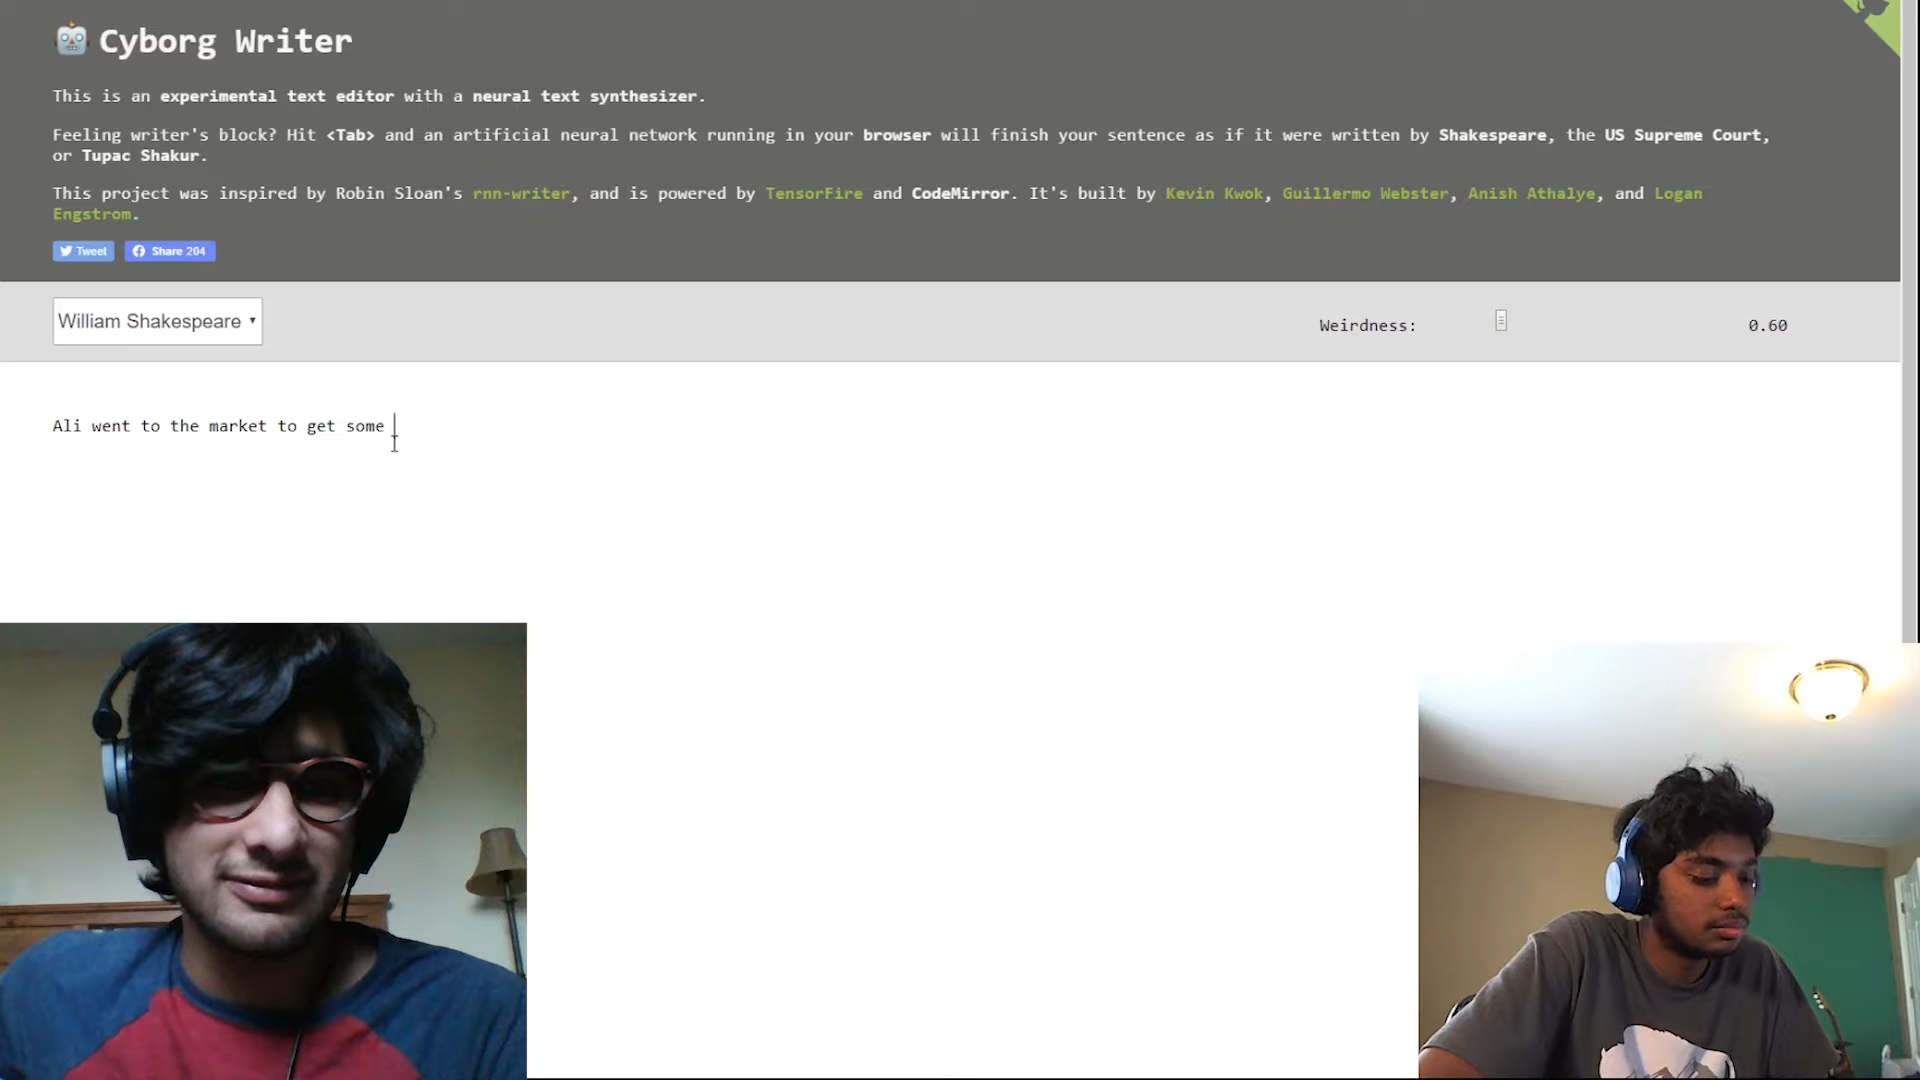 Cyborg Writer
This is an experimental text editor with a neural text synthesizer.
Feeling writer's block? Hit <Tab> and an artificial neural network running in your browser will finish your sentence as if it were written by Shakespeare, the US Supreme Court,
or Tupac Shakur.
This project was inspired by Robin Sloan's rnn-writer, and is powered by TensorFire and CodeMirror. It's built by Kevin Kwok, Guillermo Webster, Anish Athalye, and Logan
Engstrom.
Tweet Share 204
William Shakespeare Weirdness: 0.60
Ali went to the market to get some